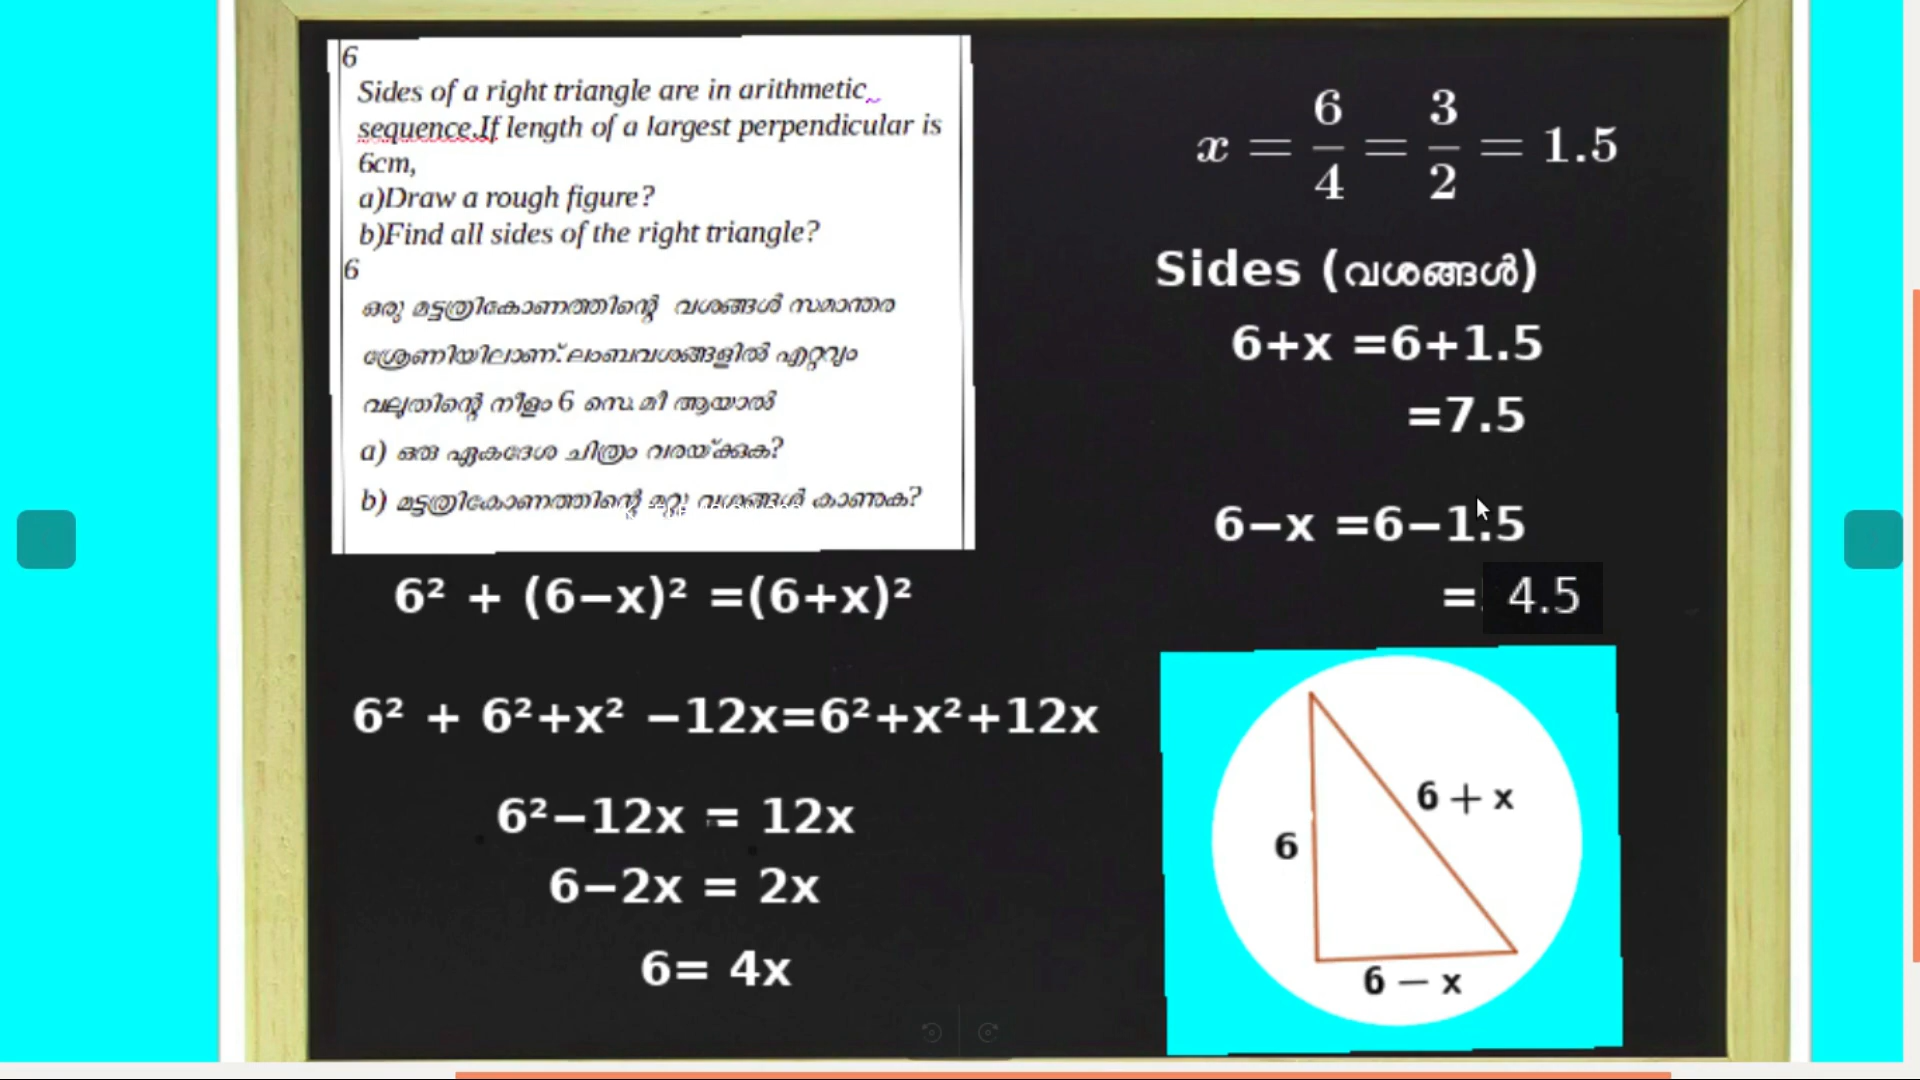 6
Sides of a right triangle are in arithmetic
sequence.If length of a largest perpendicular is
6cm,
a)Draw a rough figure?
b)Find all sides of the right triangle?
6
ഒരു മട്ടത്രികോണത്തിന്റെ വശങ്ങൾ സമാന്തര
ശ്രേണിയിലാണ്.ലംബവശങ്ങളിൽ ഏറ്റവും
വലുതിന്റെ നീളം 6 സെ.മീ ആയാൽ
a) ഒരു ഏകദേശ ചിത്രം വരയ്ക്കുക?
b) മട്ടത്രികോണത്തിന്റെ മറ്റു വശങ്ങൾ കാണുക?
6² + (6−x)² =(6+x)²
6² + 6²+x² −12x=6²+x²+12x
6²−12x = 12x
6−2x = 2x
6= 4x
x = 6/4 = 3/2 = 1.5
Sides (വശങ്ങൾ)
6+x =6+1.5
=7.5
6−x =6−1.5
= 4.5
6 + x
6
6 − x